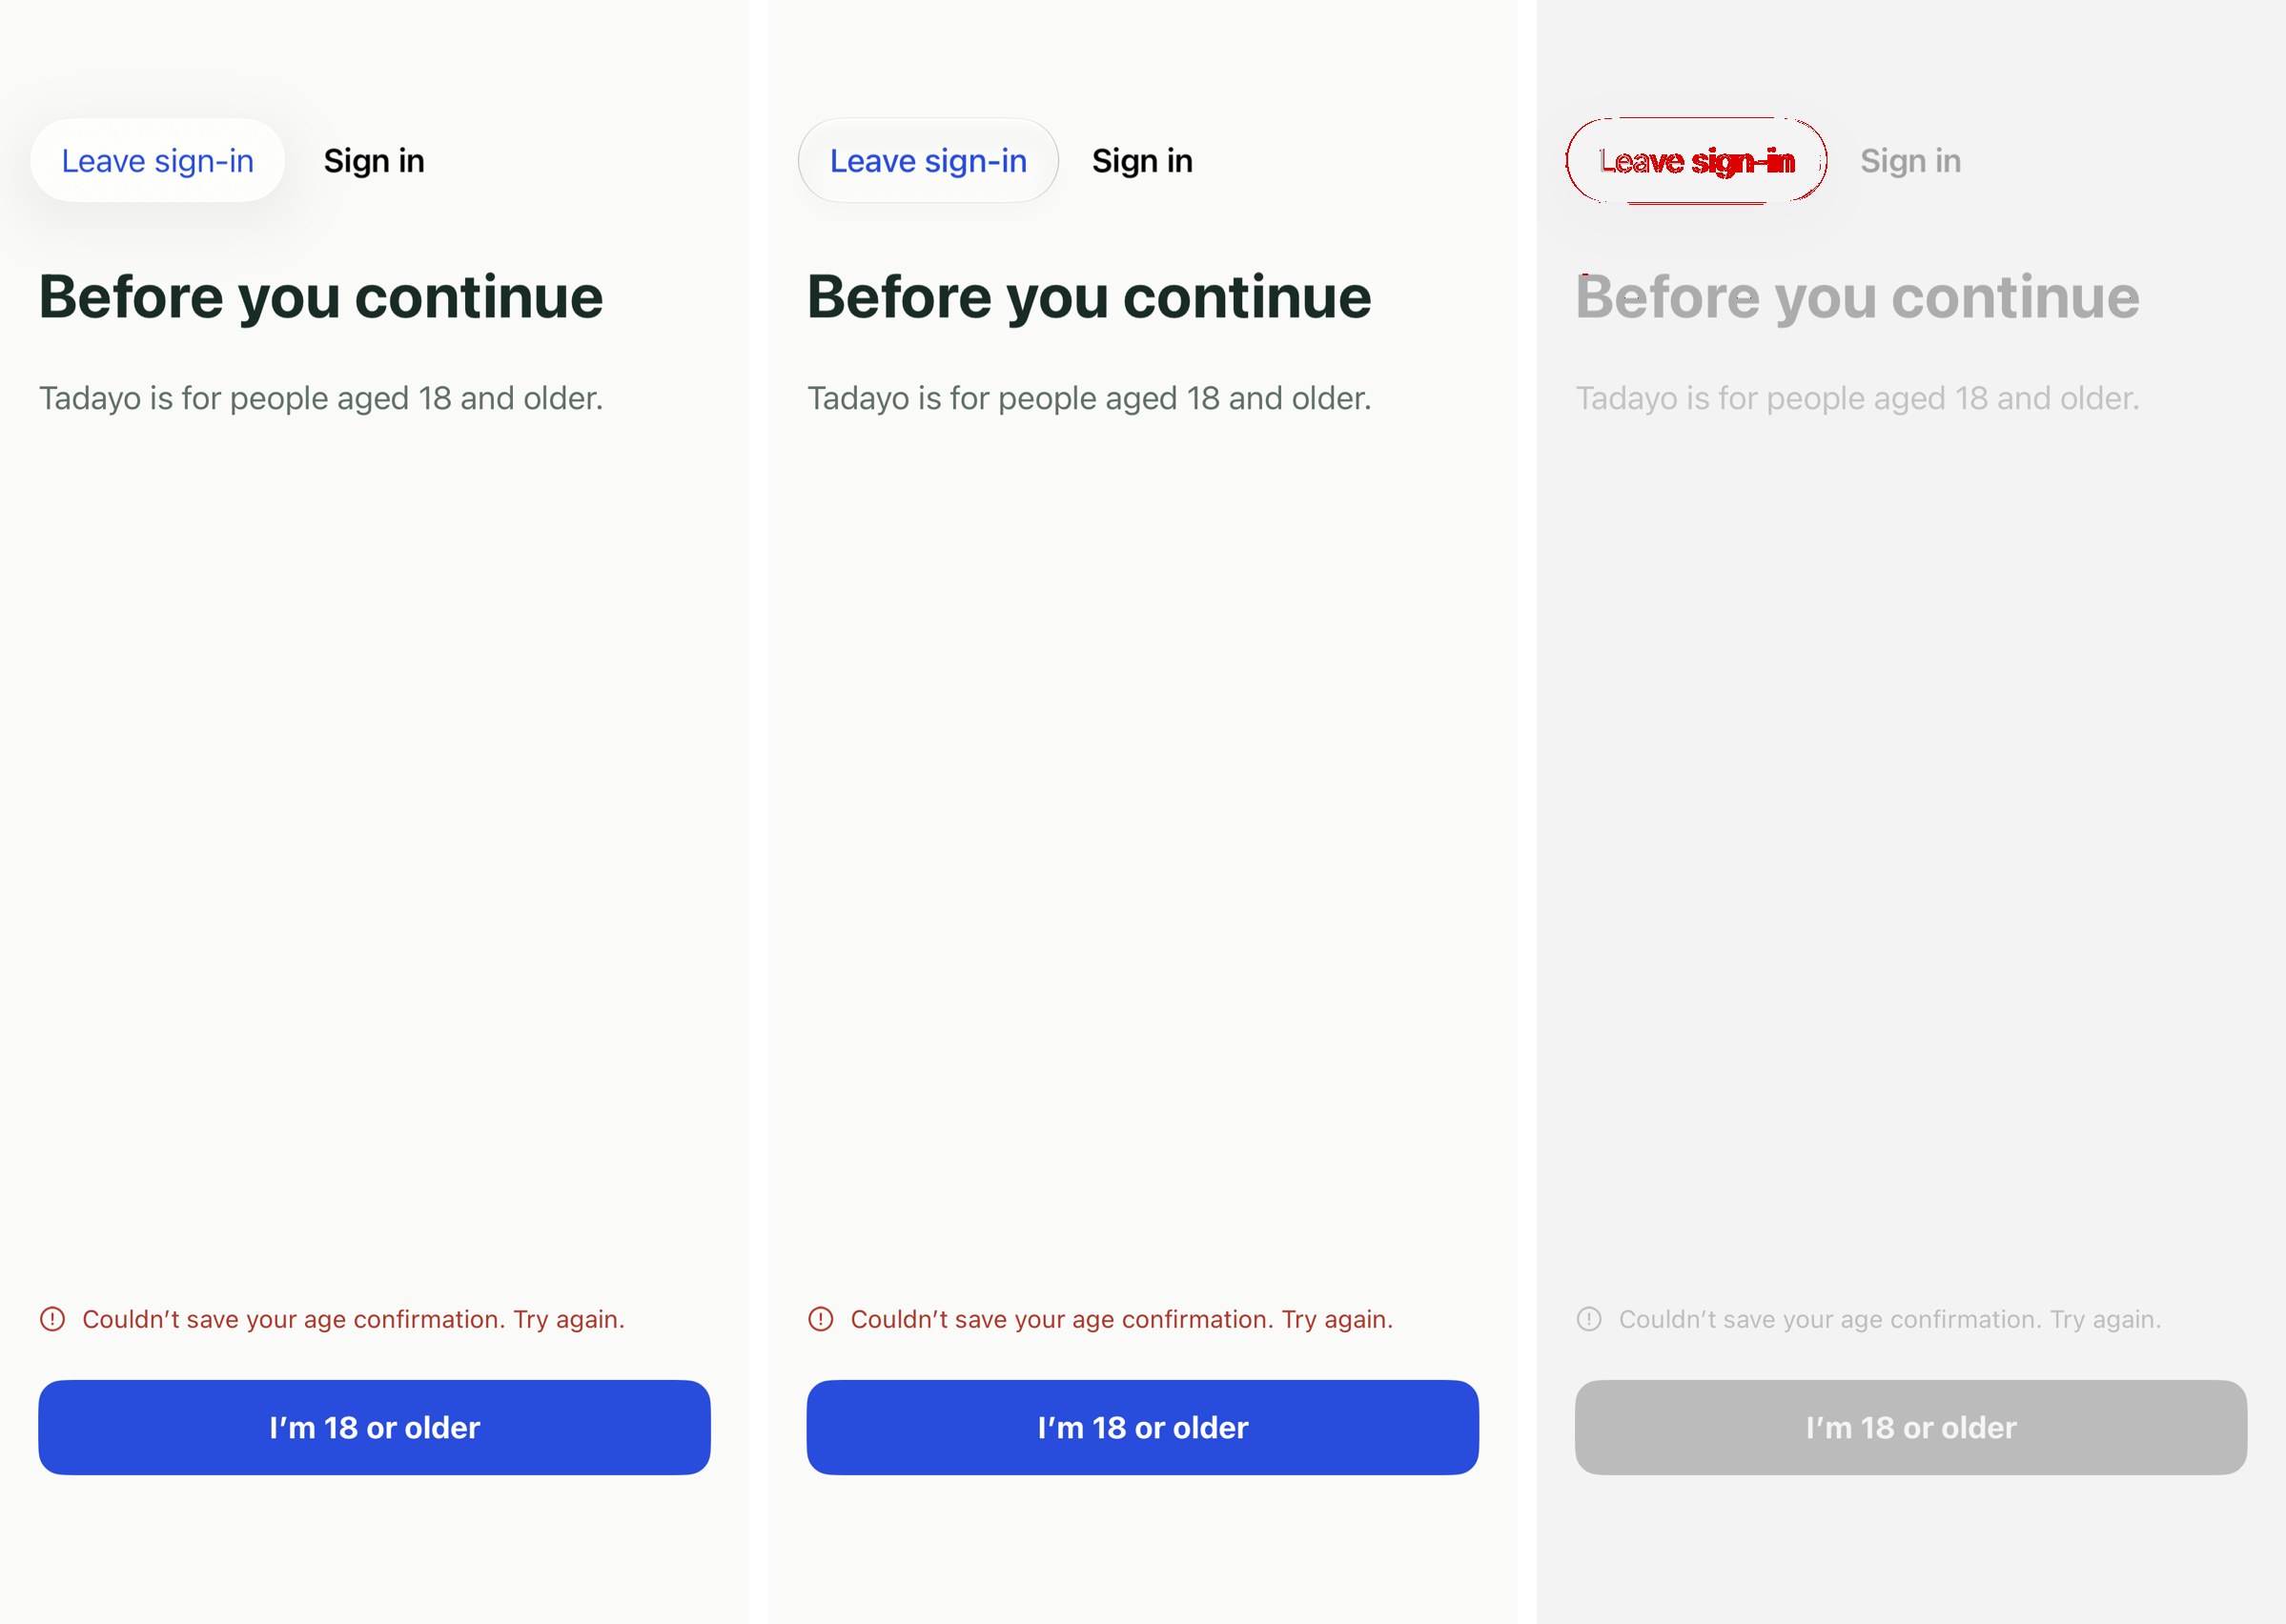 Leave sign-in Sign in
Before you continue
Tadayo is for people aged 18 and older.
Couldn’t save your age confirmation. Try again.
I’m 18 or older
Leave sign-in Sign in
Before you continue
Tadayo is for people aged 18 and older.
Couldn’t save your age confirmation. Try again.
I’m 18 or older
Leave sign-in Sign in
Before you continue
Tadayo is for people aged 18 and older.
Couldn’t save your age confirmation. Try again.
I’m 18 or older